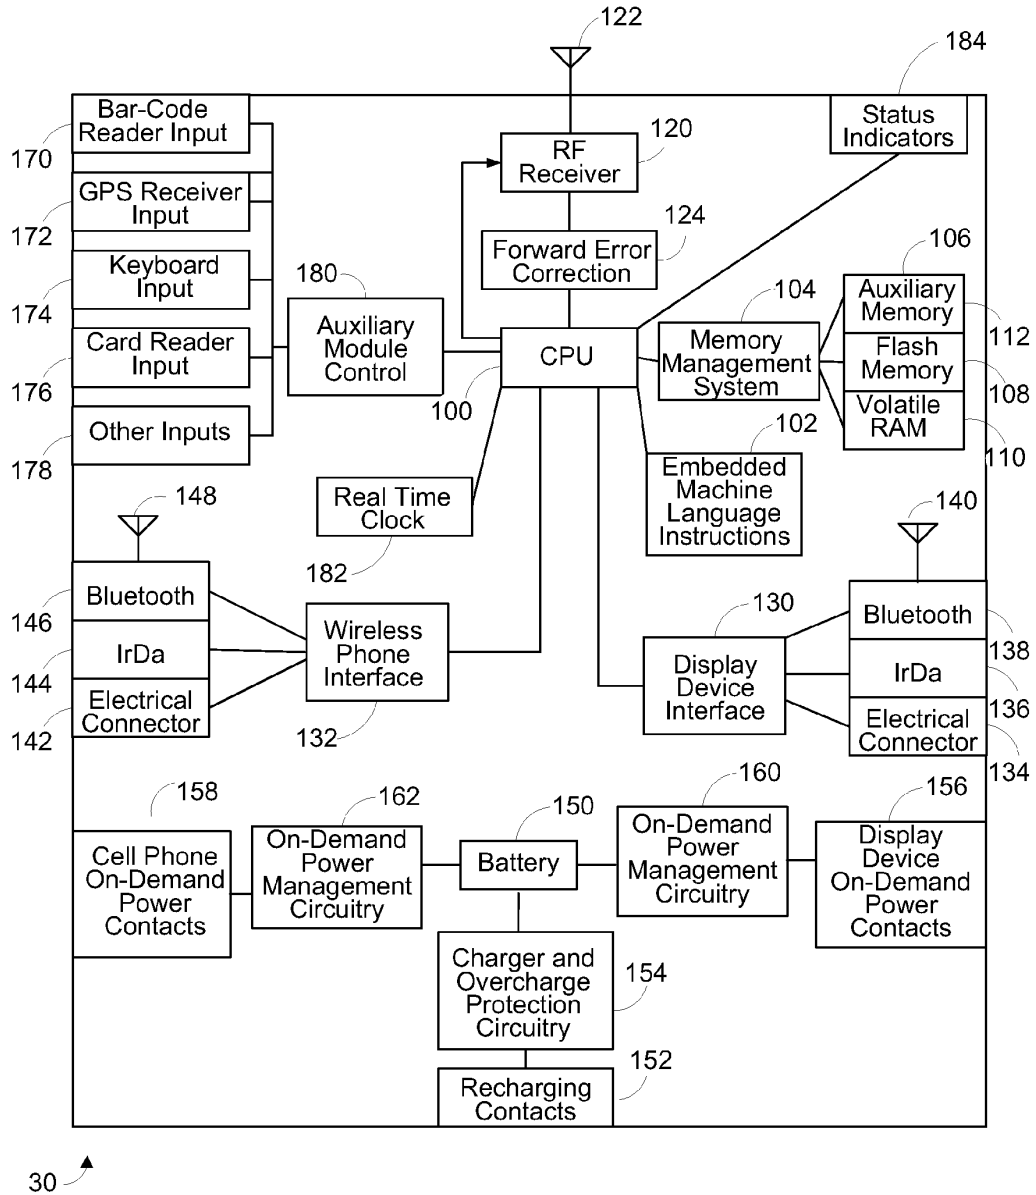 122
184
Bar-Code
Reader Input
170
RF
Receiver
120
Status
Indicators
GPS Receiver
Input
172
Forward Error
Correction
124
Keyboard
Input
174
180
Auxiliary
Module
Control
104
Memory
Management
System
106
Auxiliary
Memory
112
Card Reader
Input
176
CPU
100
Flash
Memory
108
Other Inputs
178
102
Volatile
RAM
110
Real Time
Clock
182
Embedded
Machine
Language
Instructions
148
140
Bluetooth
146
IrDa
144
Electrical
Connector
142
Wireless
Phone
Interface
132
130
Display
Device
Interface
Bluetooth
138
IrDa
136
Electrical
Connector
134
158
162
150
160
156
Cell Phone
On-Demand
Power
Contacts
On-Demand
Power
Management
Circuitry
Battery
On-Demand
Power
Management
Circuitry
Display
Device
On-Demand
Power
Contacts
Charger and
Overcharge
Protection
Circuitry
154
Recharging
Contacts
152
30